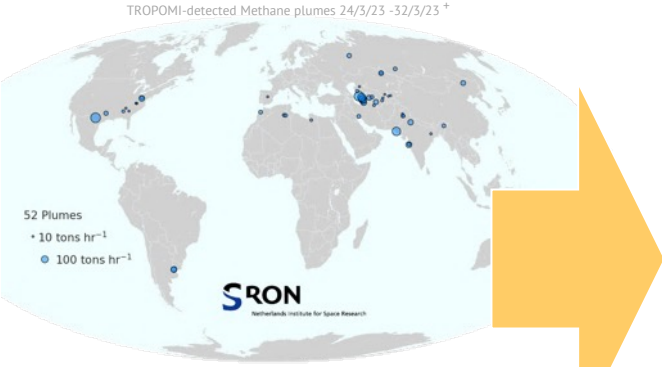 TROPOMI-detected Methane plumes 24/3/23 -32/3/23 +
52 Plumes
10 tons hr−1
100 tons hr−1
SRON
Netherlands Institute for Space Research